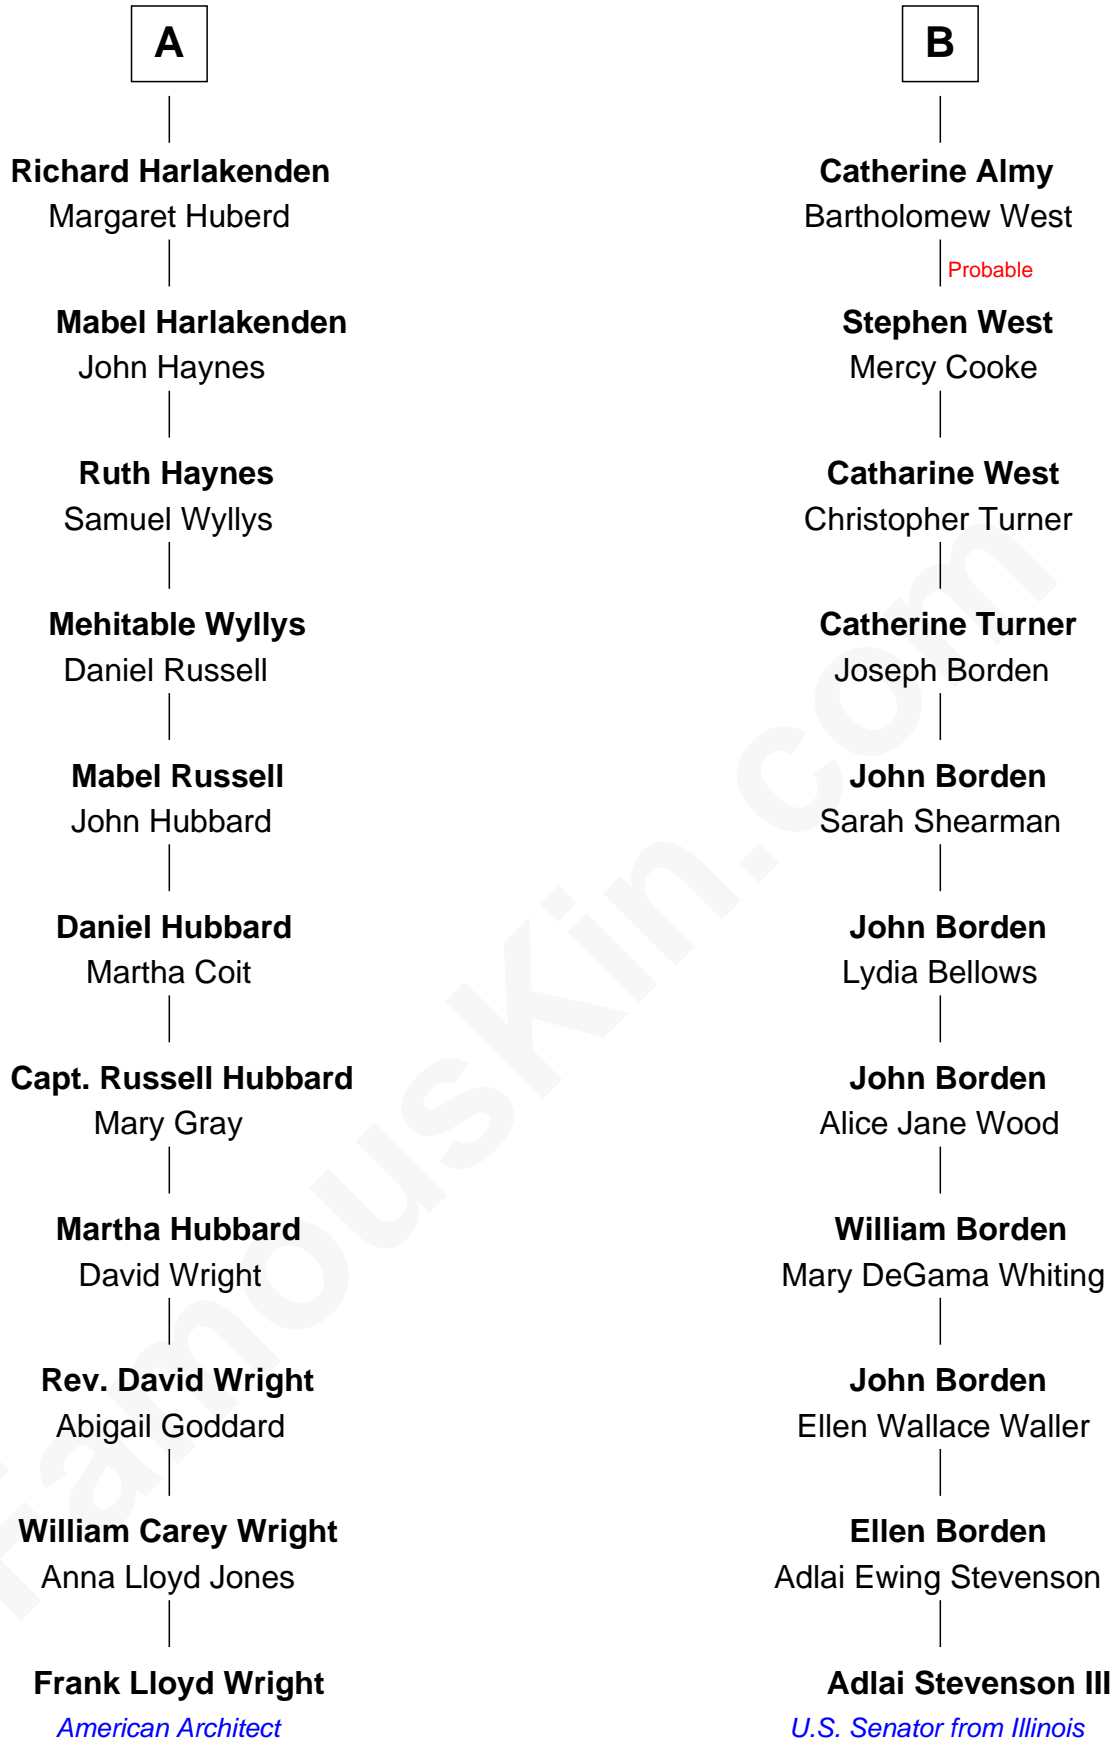 A
Richard Harlakenden
Margaret Huberd
Mabel Harlakenden
John Haynes
Ruth Haynes
Samuel Wyllys
Mehitable Wyllys
Daniel Russell
Mabel Russell
John Hubbard
Daniel Hubbard
Martha Coit
Capt. Russell Hubbard
Mary Gray
Martha Hubbard
David Wright
Rev. David Wright
Abigail Goddard
William Carey Wright
Anna Lloyd Jones
Frank Lloyd Wright
American Architect
B
Catherine Almy
Bartholomew West
Probable
Stephen West
Mercy Cooke
Catharine West
Christopher Turner
Catherine Turner
Joseph Borden
John Borden
Sarah Shearman
John Borden
Lydia Bellows
John Borden
Alice Jane Wood
William Borden
Mary DeGama Whiting
John Borden
Ellen Wallace Waller
Ellen Borden
Adlai Ewing Stevenson
Adlai Stevenson III
U.S. Senator from Illinois
FamousKin.com